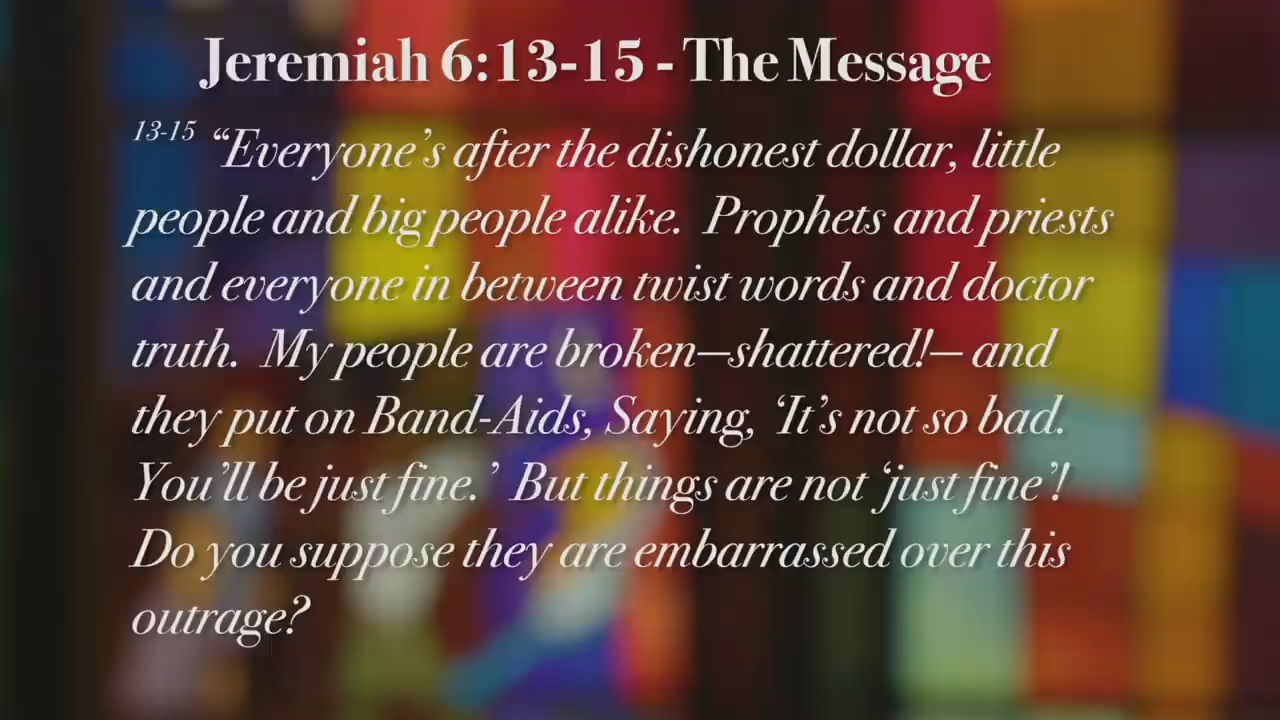 Jeremiah 6:13-15 - The Message
13-15 “Everyone’s after the dishonest dollar, little
people and big people alike. Prophets and priests
and everyone in between twist words and doctor
truth. My people are broken—shattered!— and
they put on Band-Aids, Saying, ‘It’s not so bad.
You’ll be just fine.’ But things are not ‘just fine’!
Do you suppose they are embarrassed over this
outrage?